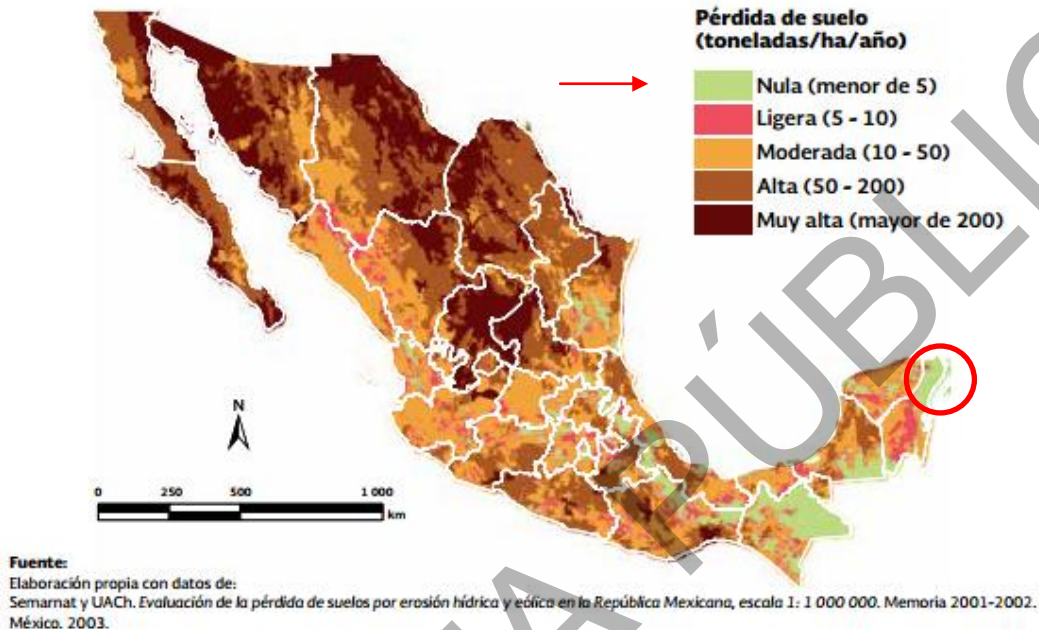 Pérdida de suelo
(toneladas/ha/año)
Nula (menor de 5)
Ligera (5 - 10)
Moderada (10 - 50)
Alta (50 - 200)
Muy alta (mayor de 200)
N
0 250 500 1 000
km
Fuente:
Elaboración propia con datos de:
Semarnat y UACh. Evaluación de la pérdida de suelos por erosión hídrica y eólica en la República Mexicana, escala 1: 1 000 000. Memoria 2001-2002.
México. 2003.
A PÚBLIC